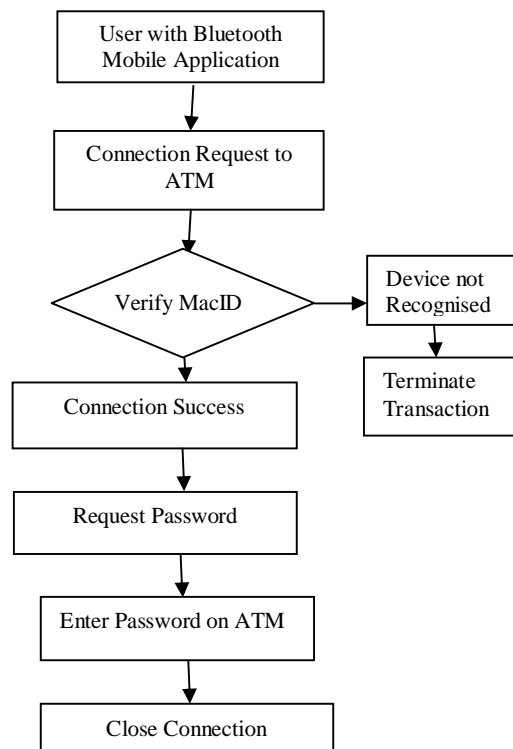 User with Bluetooth
Mobile Application
Connection Request to
ATM
Verify MacID
Device not
Recognised
Terminate
Transaction
Connection Success
Request Password
Enter Password on ATM
Close Connection